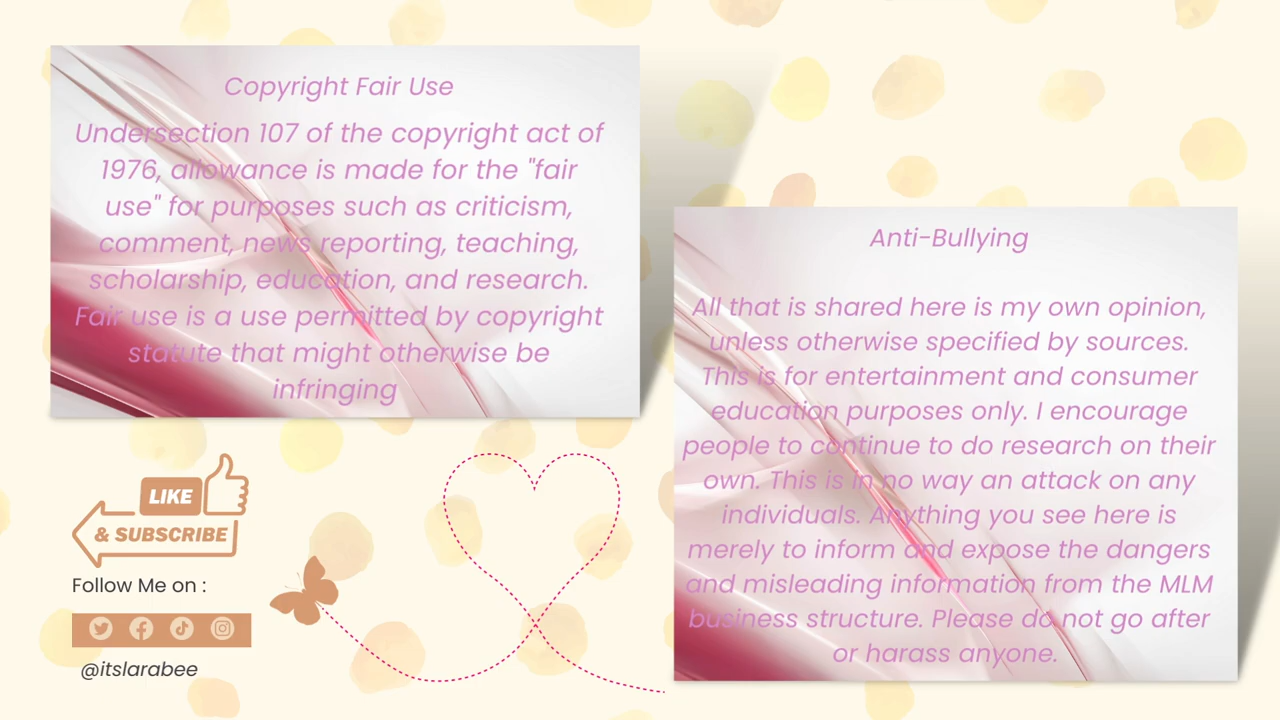 Copyright Fair Use
Undersection 107 of the copyright act of
1976, allowance is made for the "fair
use" for purposes such as criticism,
comment, news reporting, teaching,
scholarship, education, and research.
Fair use is a use permitted by copyright
statute that might otherwise be
infringing
Anti-Bullying
All that is shared here is my own opinion,
unless otherwise specified by sources.
This is for entertainment and consumer
education purposes only. I encourage
people to continue to do research on their
own. This is in no way an attack on any
individuals. Anything you see here is
merely to inform and expose the dangers
and misleading information from the MLM
business structure. Please do not go after
or harass anyone.
LIKE
& SUBSCRIBE
Follow Me on :
@itslarabee